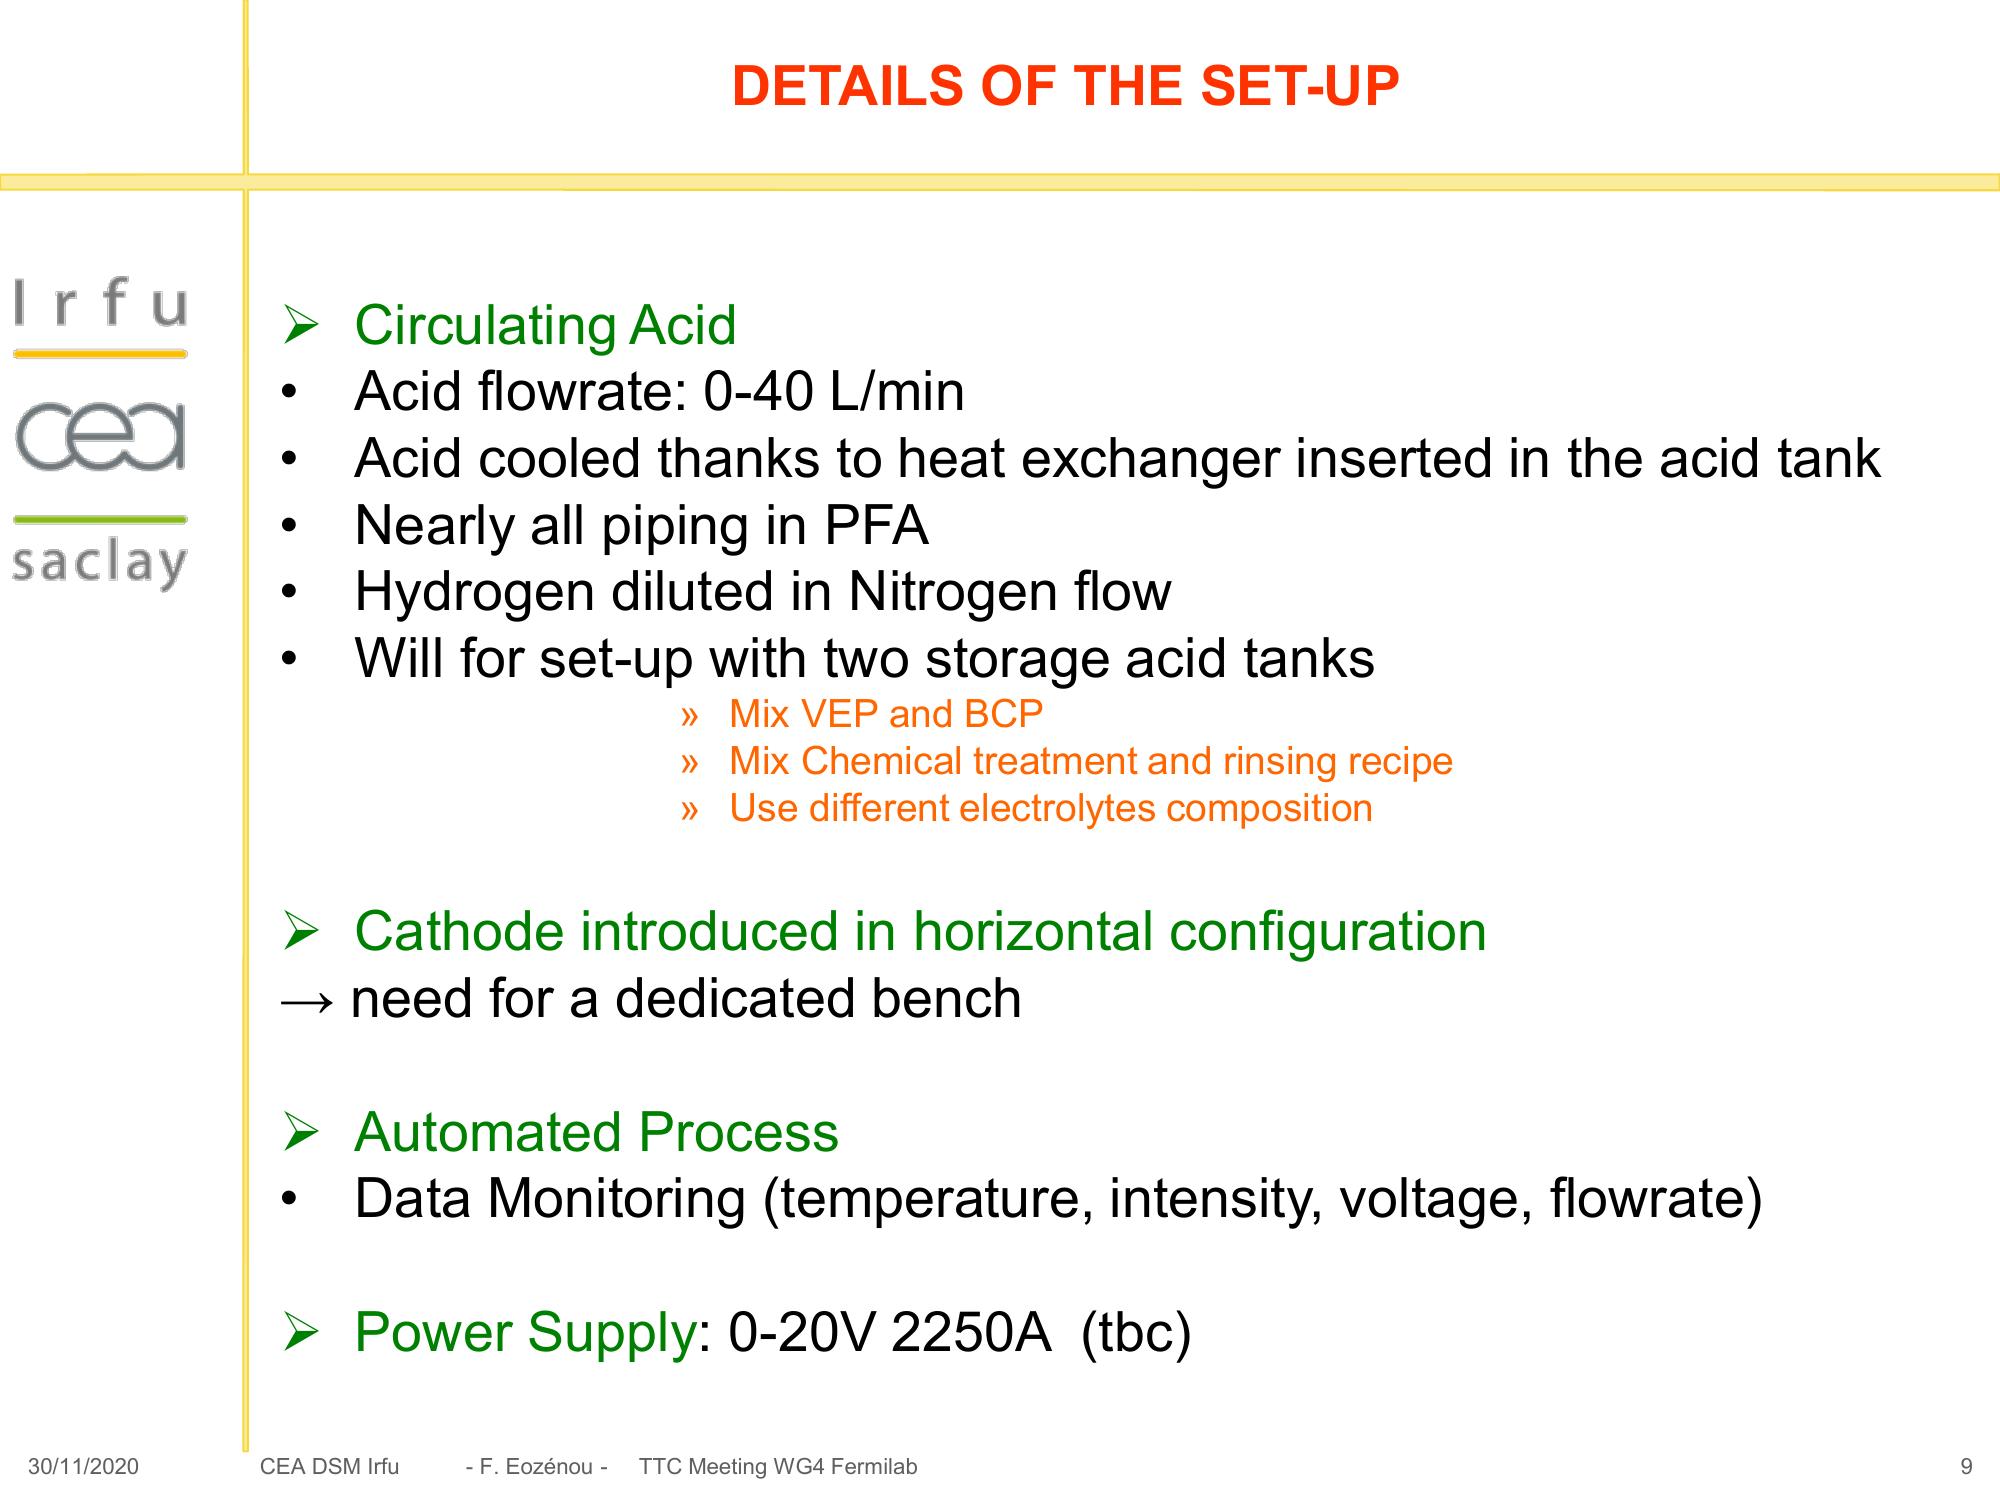 DETAILS OF THE SET-UP
Irfu
cea
saclay
➢ Circulating Acid
• Acid flowrate: 0-40 L/min
• Acid cooled thanks to heat exchanger inserted in the acid tank
• Nearly all piping in PFA
• Hydrogen diluted in Nitrogen flow
• Will for set-up with two storage acid tanks
» Mix VEP and BCP
» Mix Chemical treatment and rinsing recipe
» Use different electrolytes composition
➢ Cathode introduced in horizontal configuration
→ need for a dedicated bench
➢ Automated Process
• Data Monitoring (temperature, intensity, voltage, flowrate)
➢ Power Supply: 0-20V 2250A (tbc)
30/11/2020 CEA DSM Irfu - F. Eozénou - TTC Meeting WG4 Fermilab 9